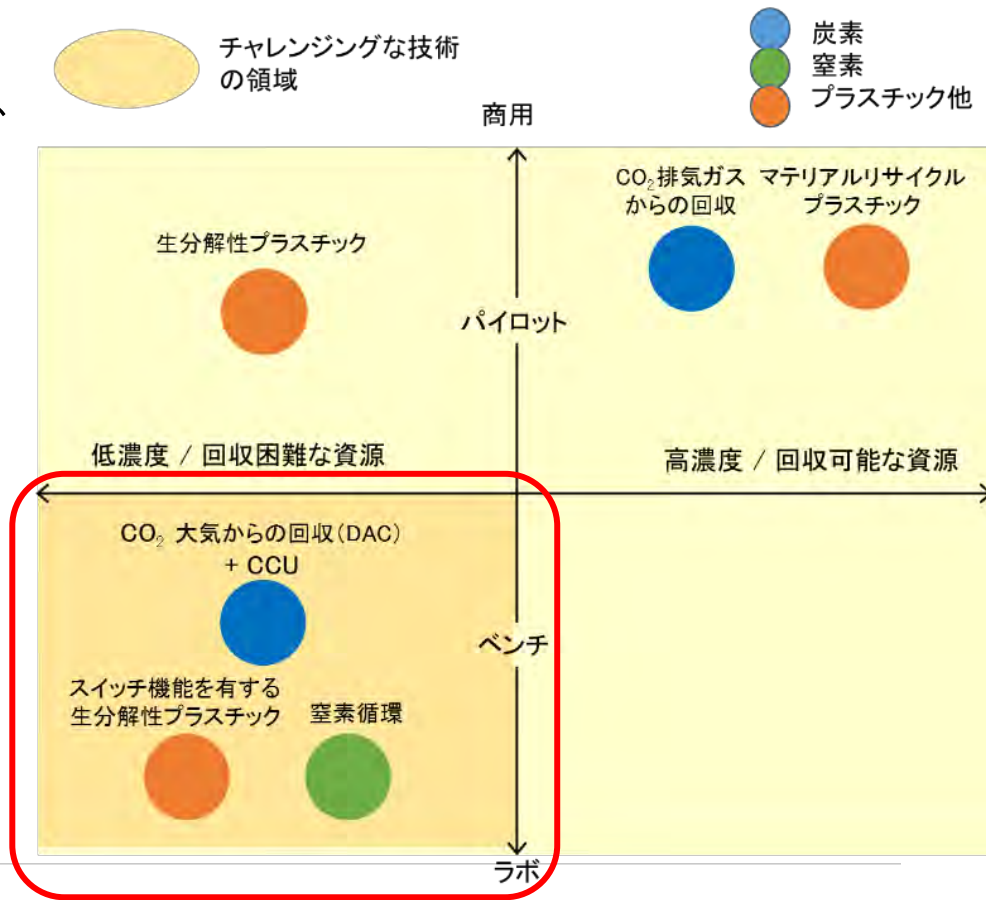 チャレンジングな技術
の領域
炭素
窒素
プラスチック他
商用
CO₂排気ガス
からの回収
マテリアルリサイクル
プラスチック
生分解性プラスチック
パイロット
低濃度 / 回収困難な資源
高濃度 / 回収可能な資源
CO₂ 大気からの回収(DAC)
+ CCU
ベンチ
スイッチ機能を有する
生分解性プラスチック
窒素循環
ラボ